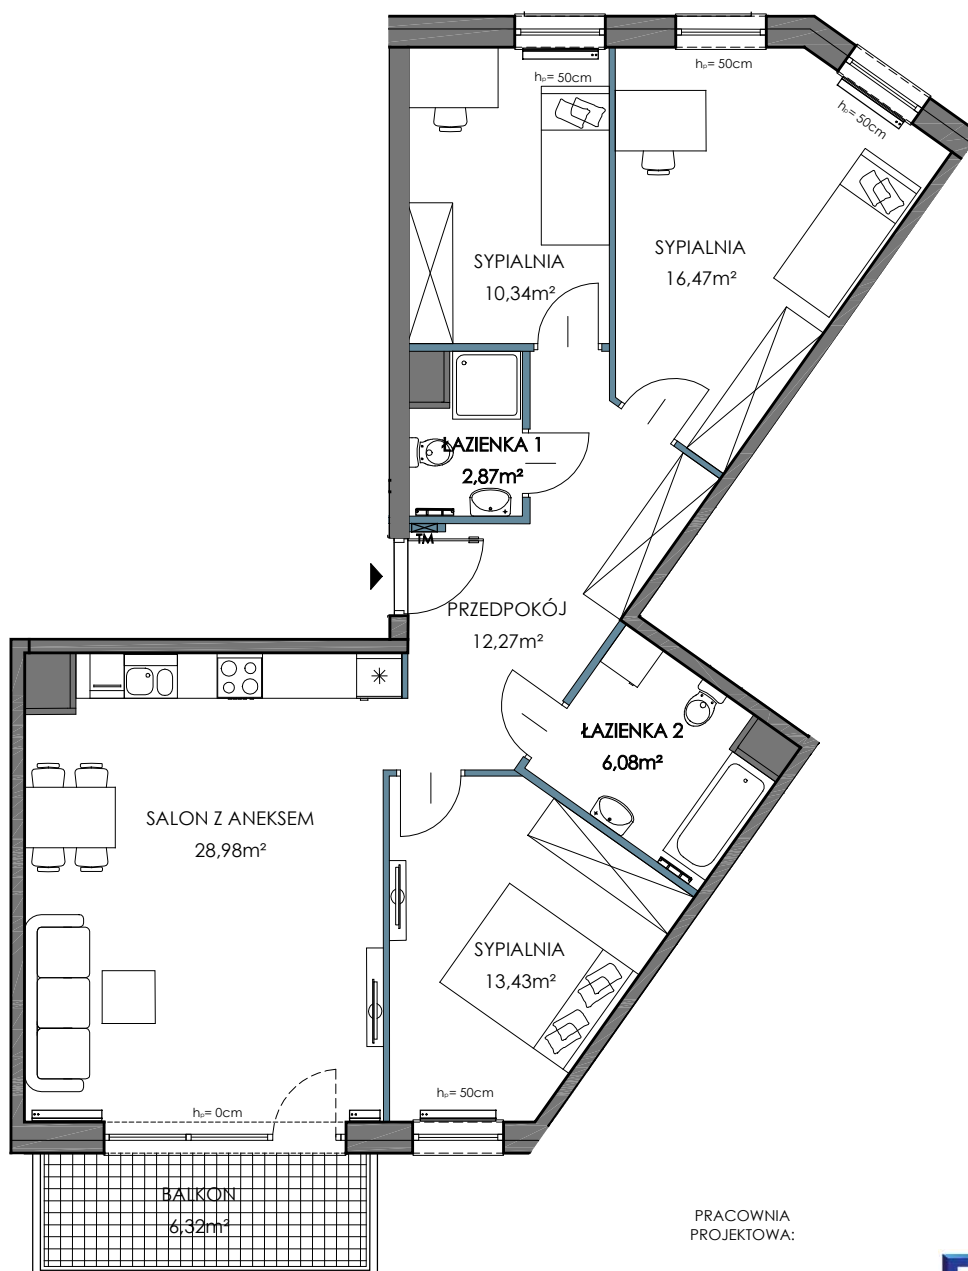 hₚ= 50cm
hₚ= 50cm
hₚ= 50cm
SYPIALNIA
10,34m²
SYPIALNIA
16,47m²
ŁAZIENKA 1
2,87m²
TM
PRZEDPOKÓJ
12,27m²
ŁAZIENKA 2
6,08m²
SALON Z ANEKSEM
28,98m²
SYPIALNIA
13,43m²
hₚ= 50cm
hₚ= 0cm
BALKON
6,32m²
PRACOWNIA
PROJEKTOWA: